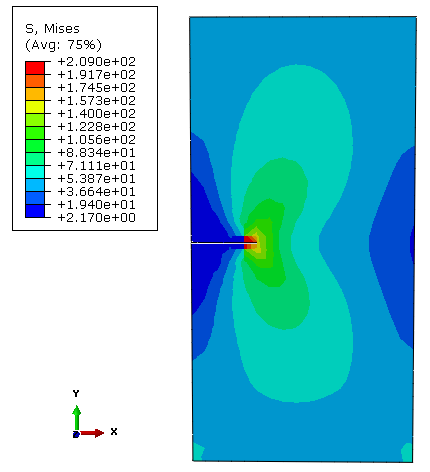 S, Mises
(Avg: 75%)
+2.090e+02
+1.917e+02
+1.745e+02
+1.573e+02
+1.400e+02
+1.228e+02
+1.056e+02
+8.834e+01
+7.111e+01
+5.387e+01
+3.664e+01
+1.940e+01
+2.170e+00
Y
X